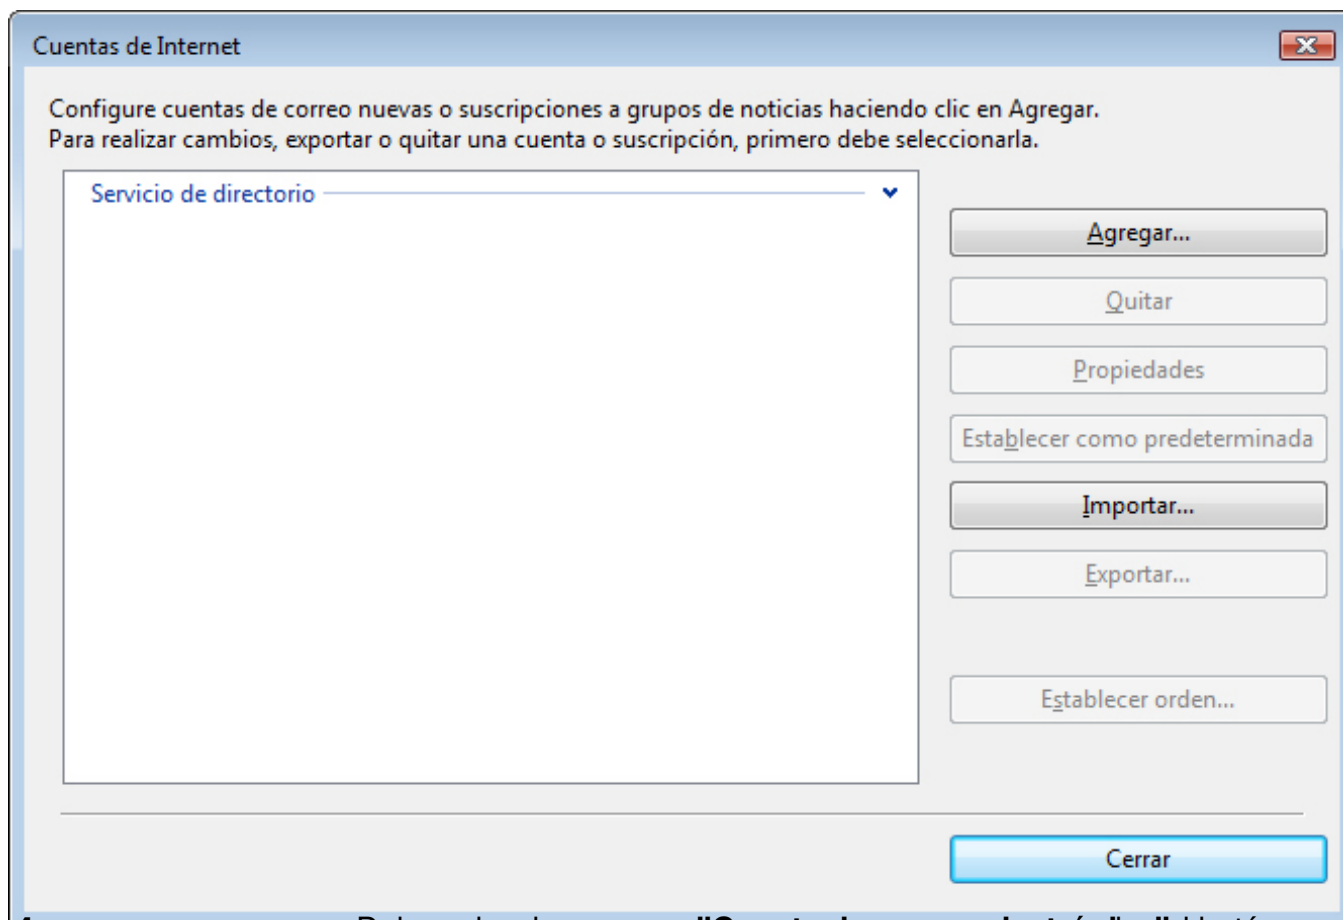 Cuentas de Internet
Configure cuentas de correo nuevas o suscripciones a grupos de noticias haciendo clic en Agregar.
Para realizar cambios, exportar o quitar una cuenta o suscripción, primero debe seleccionarla.
Servicio de directorio
Agregar...
Quitar
Propiedades
Establecer como predeterminada
Importar...
Exportar...
Establecer orden...
Cerrar